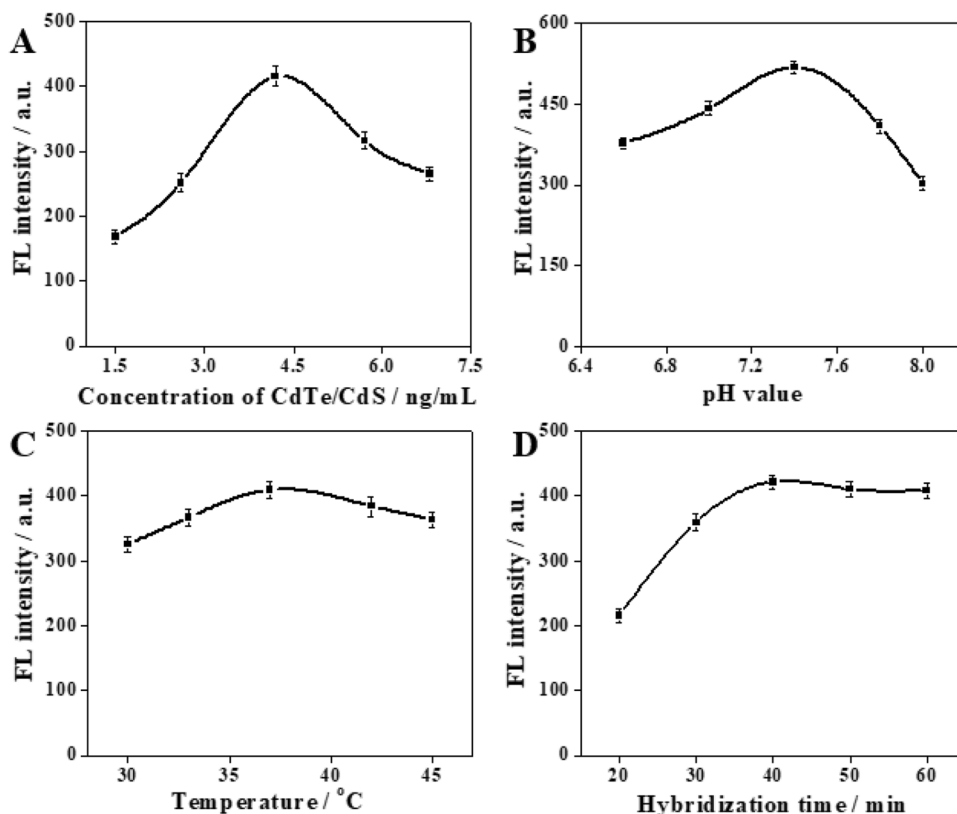 A
FL intensity / a.u.
500
400
300
200
100
0
1.5 3.0 4.5 6.0 7.5
Concentration of CdTe/CdS / ng/mL
B
FL intensity / a.u.
600
450
300
150
0
6.4 6.8 7.2 7.6 8.0
pH value
C
FL intensity / a.u.
500
400
300
200
100
0
30 35 40 45
Temperature / °C
D
FL intensity / a.u.
500
400
300
200
100
0
20 30 40 50 60
Hybridization time / min